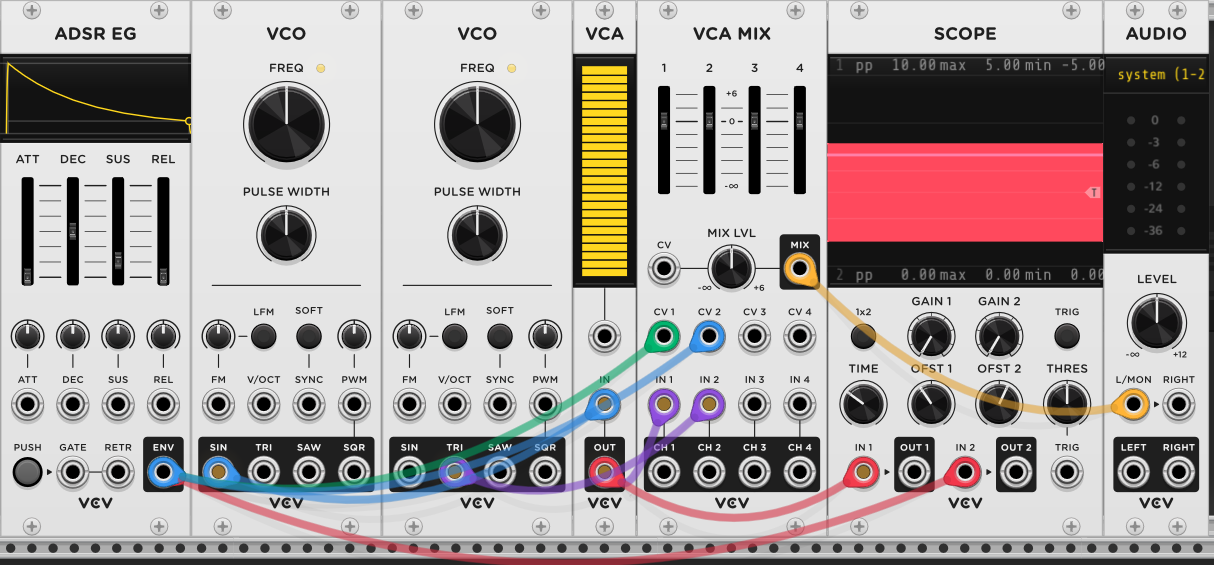 ADSR EG
ATT DEC SUS REL
ATT DEC SUS REL
PUSH GATE RETR ENV
VCV
VCO
FREQ
PULSE WIDTH
LFM SOFT
FM V/OCT SYNC PWM
SIN TRI SAW SQR
VCV
VCO
FREQ
PULSE WIDTH
LFM SOFT
FM V/OCT SYNC PWM
SIN TRI SAW SQR
VCV
VCA
IN
OUT
VCV
VCA MIX
1 2 3 4
+6
0
-∞
MIX LVL MIX
CV
-∞ +6
CV 1 CV 2 CV 3 CV 4
IN 1 IN 2 IN 3 IN 4
CH 1 CH 2 CH 3 CH 4
VCV
SCOPE
1 pp 10.00 max 5.00 min -5.00
T
2 pp 0.00 max 0.00 min 0.00
1x2 GAIN 1 GAIN 2 TRIG
TIME OFST 1 OFST 2 THRES
IN 1 OUT 1 IN 2 OUT 2 TRIG
VCV
AUDIO
system (1-2
0
-3
-6
-12
-24
-36
LEVEL
-∞ +12
L/MON RIGHT
LEFT RIGHT
VCV